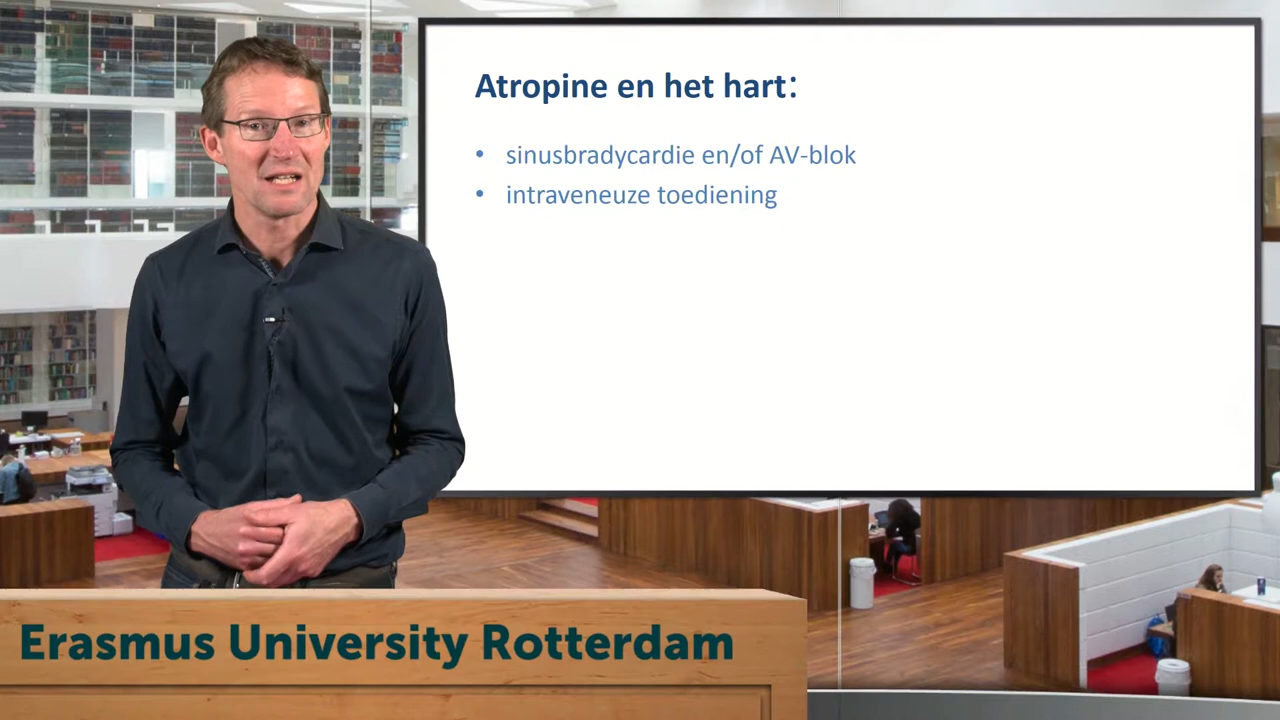 Atropine en het hart:
• sinusbradycardie en/of AV-blok
• intraveneuze toediening
Erasmus University Rotterdam